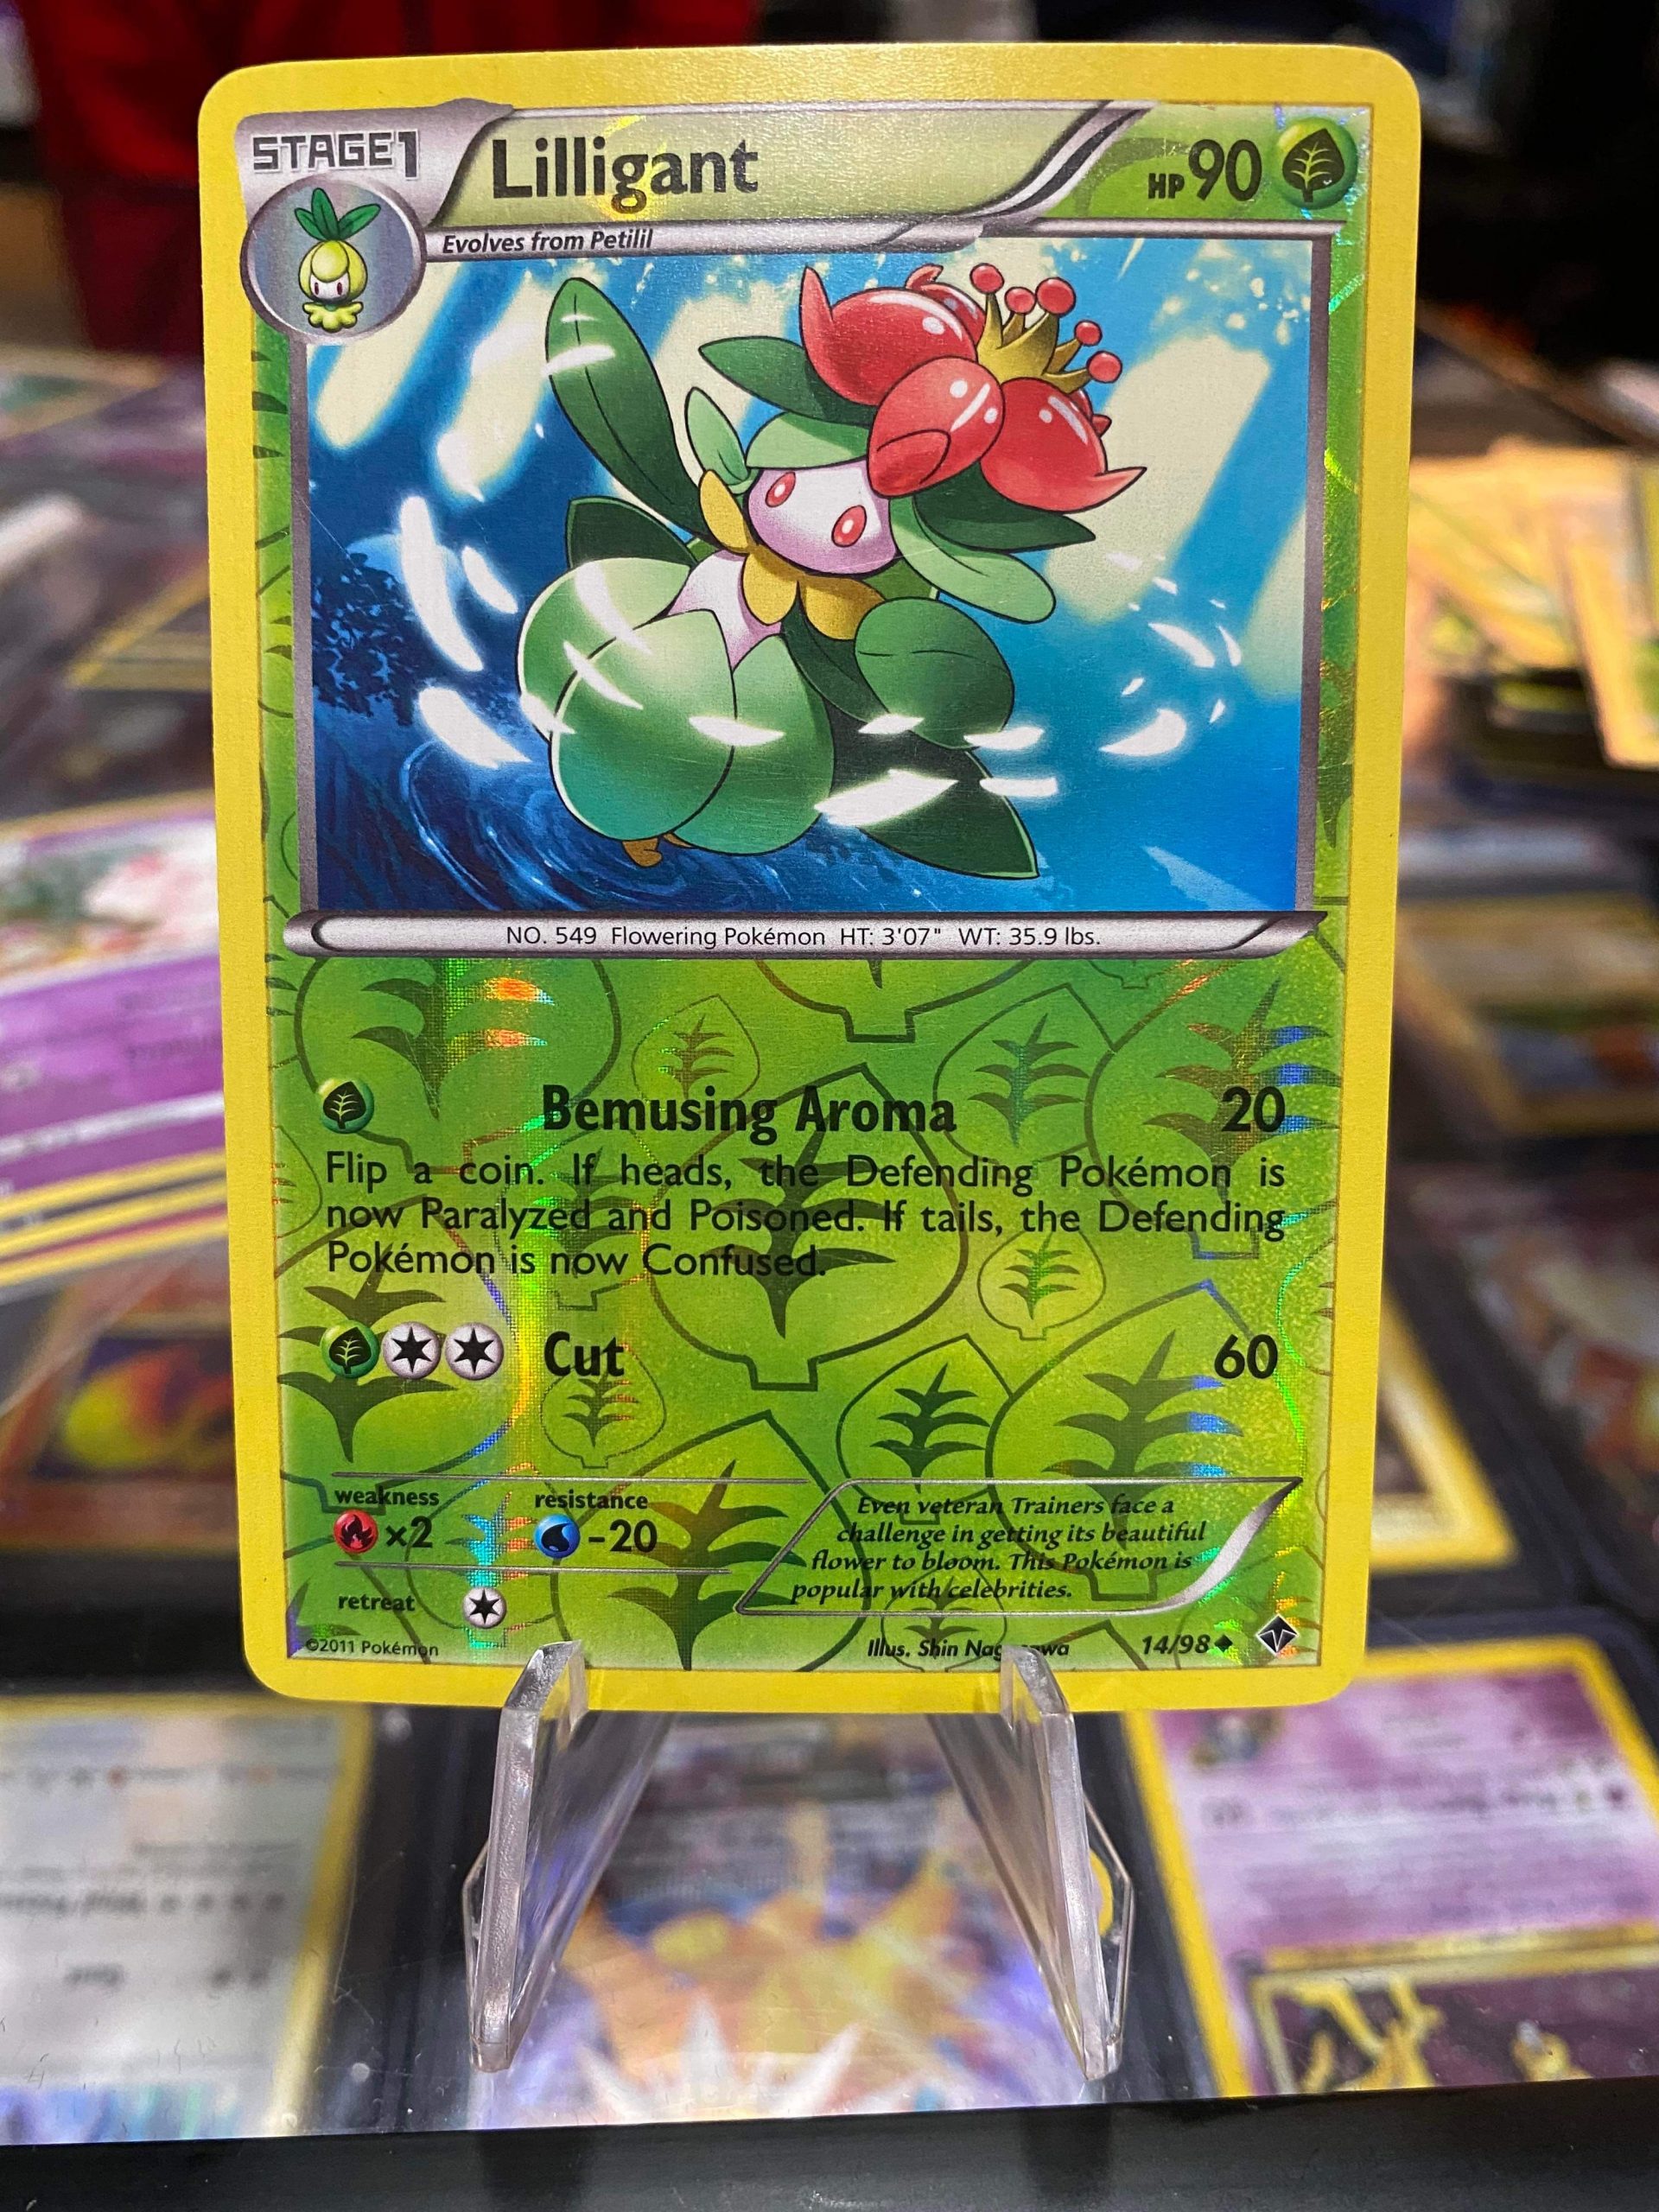 STAGE1
Lilligant
HP 90
Evolves from Petilil
NO. 549 Flowering Pokémon HT: 3'07" WT: 35.9 lbs.
Bemusing Aroma 20
Flip a coin. If heads, the Defending Pokémon is
now Paralyzed and Poisoned. If tails, the Defending
Pokémon is now Confused.
Cut 60
weakness
×2
resistance
-20
retreat
Even veteran Trainers face a
challenge in getting its beautiful
flower to bloom. This Pokémon is
popular with celebrities.
©2011 Pokémon
Illus. Shin
14/98